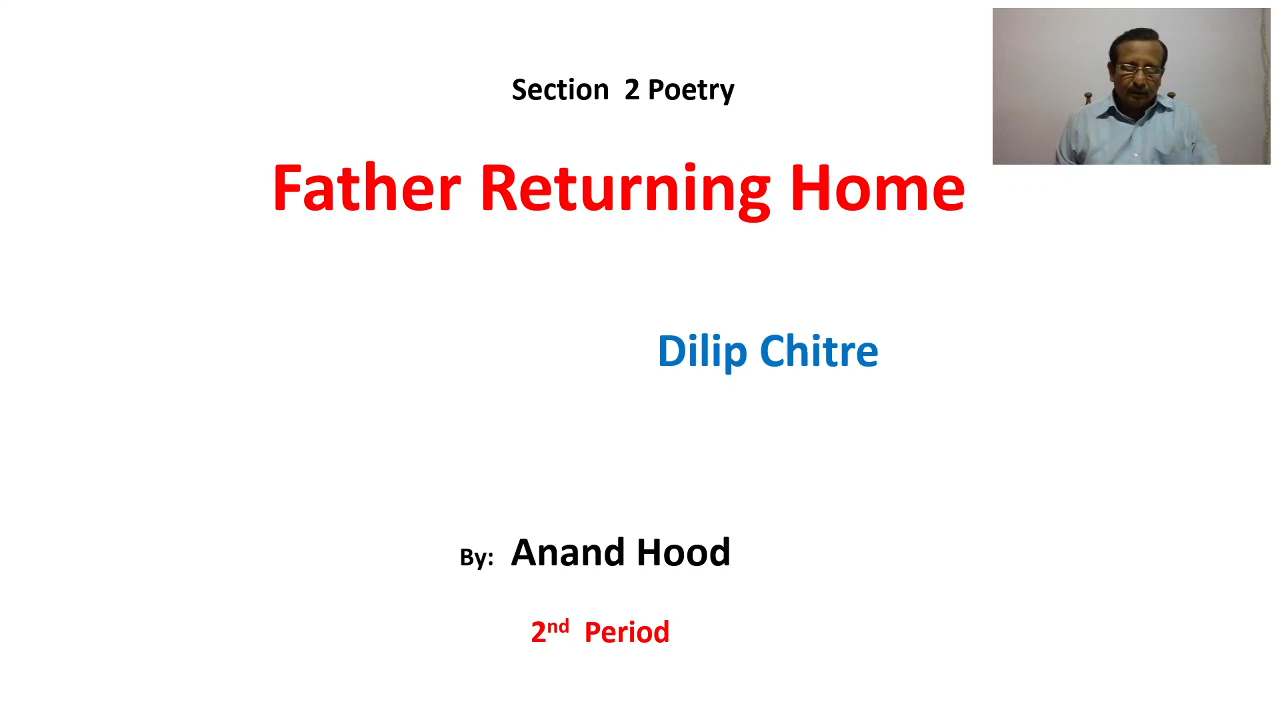 Section 2 Poetry
Father Returning Home
Dilip Chitre
By: Anand Hood
2nd Period